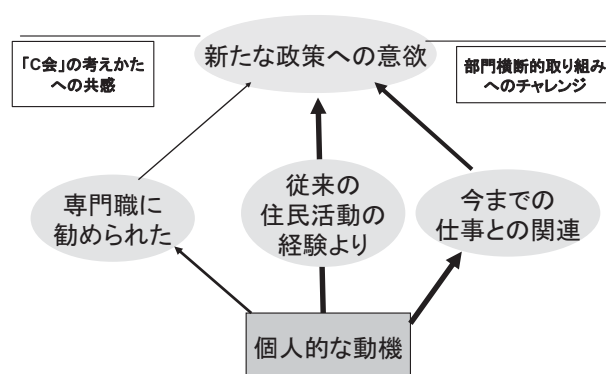 新たな政策への意欲
「C会」の考えかた
への共感
部門横断的取り組み
へのチャレンジ
専門職に
勧められた
従来の
住民活動の
経験より
今までの
仕事との関連
個人的な動機